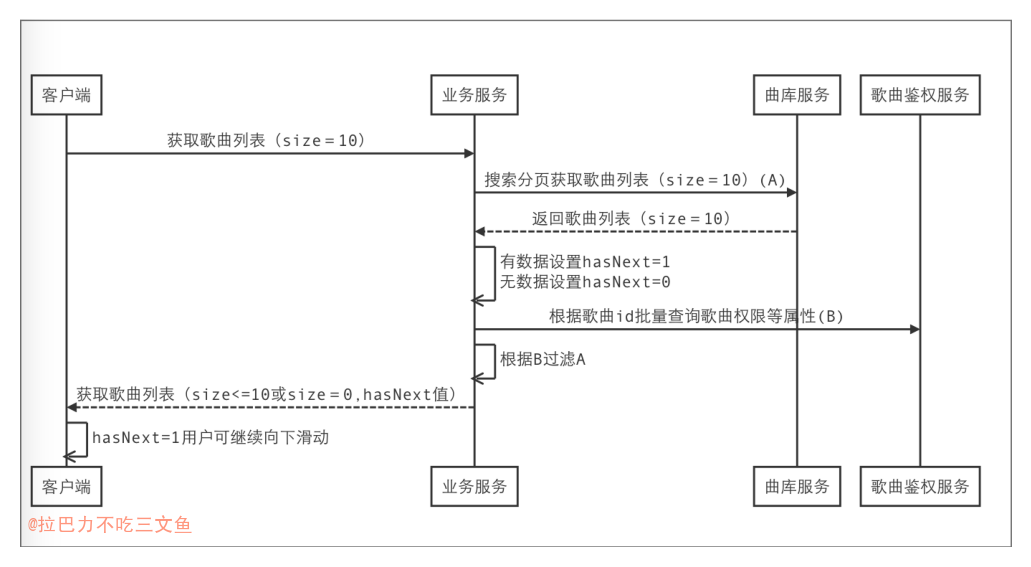 客户端
业务服务
曲库服务
歌曲鉴权服务
获取歌曲列表（size＝10）
搜索分页获取歌曲列表（size＝10）(A)
返回歌曲列表（size＝10）
有数据设置hasNext=1
无数据设置hasNext=0
根据歌曲id批量查询歌曲权限等属性(B)
根据B过滤A
获取歌曲列表（size<=10或size＝0,hasNext值）
hasNext=1用户可继续向下滑动
客户端
业务服务
曲库服务
歌曲鉴权服务
@拉巴力不吃三文鱼